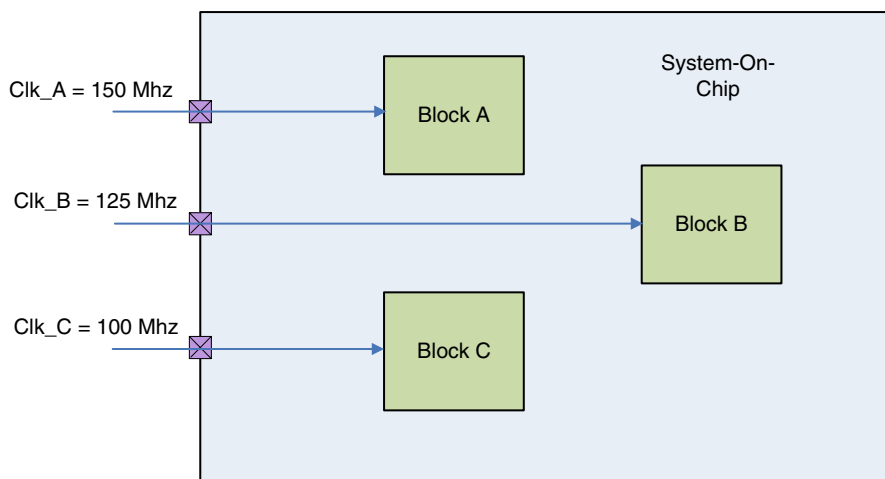 Clk_A = 150 Mhz
Block A
System-On-
Chip
Clk_B = 125 Mhz
Block B
Clk_C = 100 Mhz
Block C